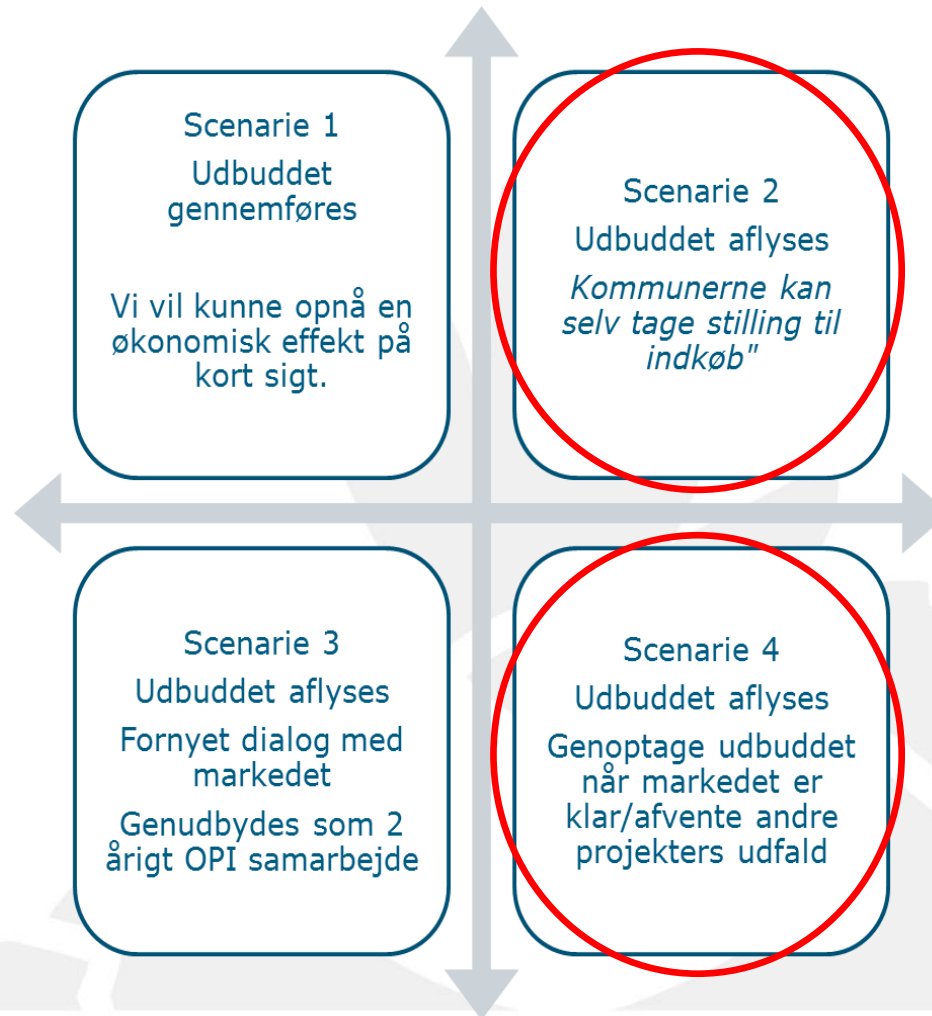 Scenarie 1
Udbuddet
gennemføres
Vi vil kunne opnå en
økonomisk effekt på
kort sigt.
Scenarie 2
Udbuddet aflyses
Kommunerne kan
selv tage stilling til
indkøb"
Scenarie 3
Udbuddet aflyses
Fornyet dialog med
markedet
Genudbydes som 2
årigt OPI samarbejde
Scenarie 4
Udbuddet aflyses
Genoptage udbuddet
når markedet er
klar/afvente andre
projekters udfald